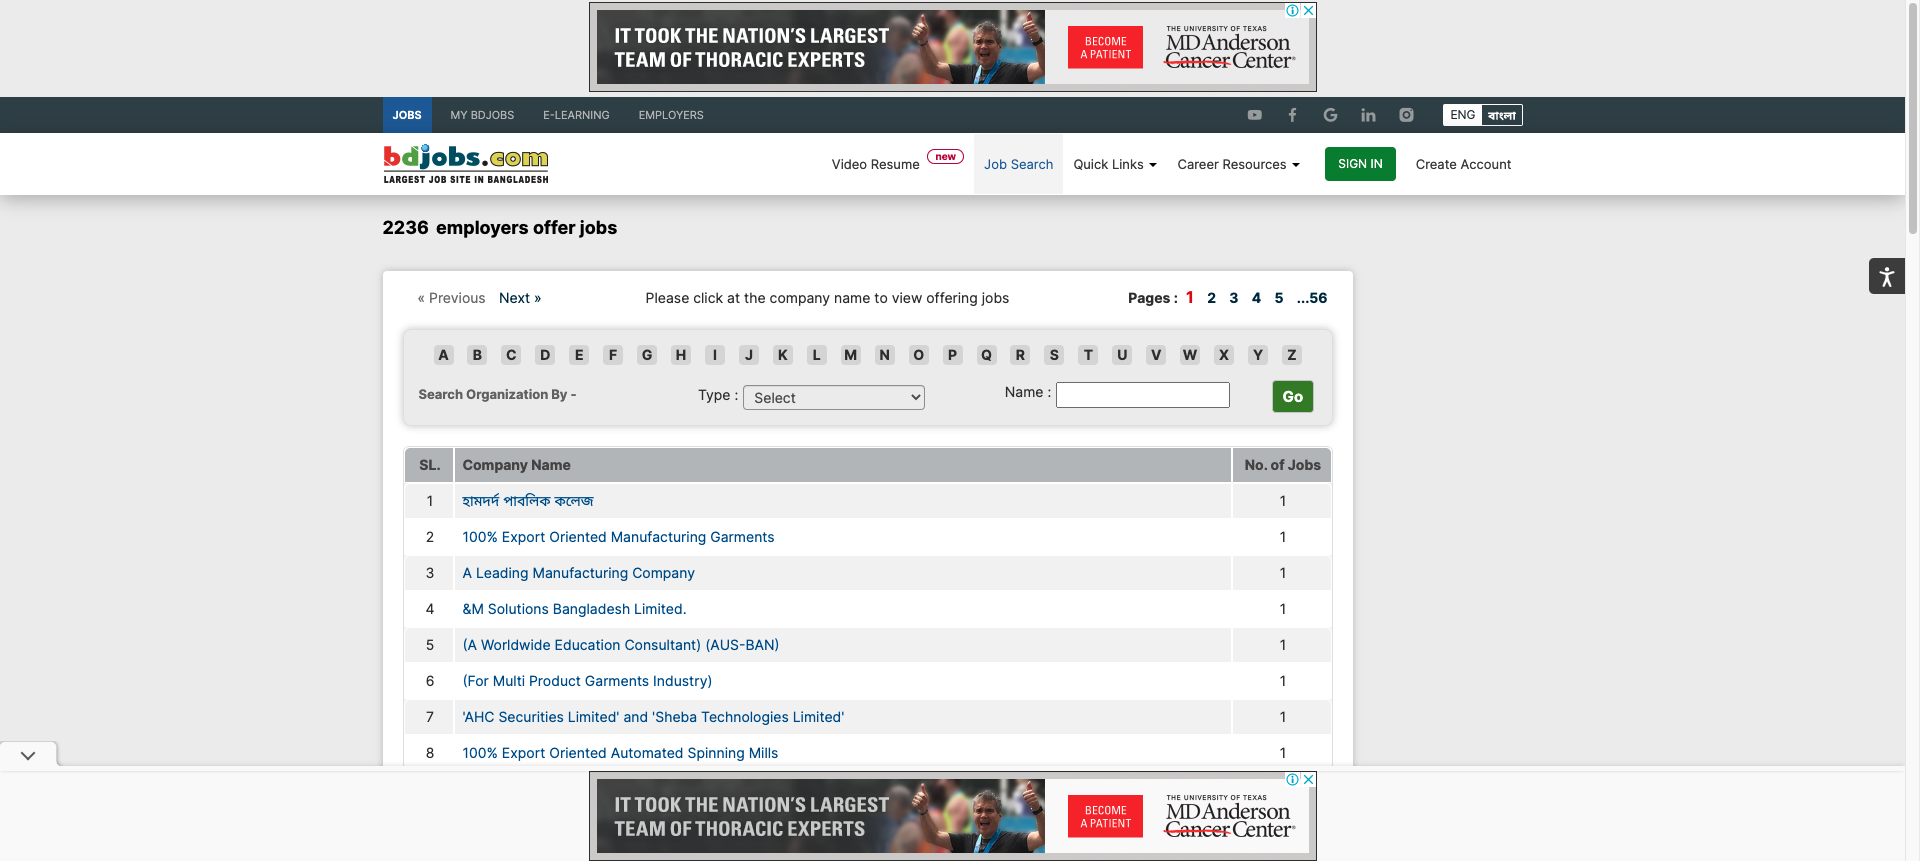 IT TOOK THE NATION'S LARGEST
TEAM OF THORACIC EXPERTS
BECOME
A PATIENT
THE UNIVERSITY OF TEXAS
MD Anderson
Cancer Center
JOBS MY BDJOBS E-LEARNING EMPLOYERS ENG বাংলা
bdjobs.com
LARGEST JOB SITE IN BANGLADESH
Video Resume new Job Search Quick Links Career Resources SIGN IN Create Account
2236 employers offer jobs
« Previous Next » Please click at the company name to view offering jobs Pages : 1 2 3 4 5 ...56
A B C D E F G H I J K L M N O P Q R S T U V W X Y Z
Search Organization By - Type : Select Name : Go
SL. Company Name No. of Jobs
1 হামদর্দ পাবলিক কলেজ 1
2 100% Export Oriented Manufacturing Garments 1
3 A Leading Manufacturing Company 1
4 &M Solutions Bangladesh Limited. 1
5 (A Worldwide Education Consultant) (AUS-BAN) 1
6 (For Multi Product Garments Industry) 1
7 'AHC Securities Limited' and 'Sheba Technologies Limited' 1
8 100% Export Oriented Automated Spinning Mills 1
IT TOOK THE NATION'S LARGEST
TEAM OF THORACIC EXPERTS
BECOME
A PATIENT
THE UNIVERSITY OF TEXAS
MD Anderson
Cancer Center